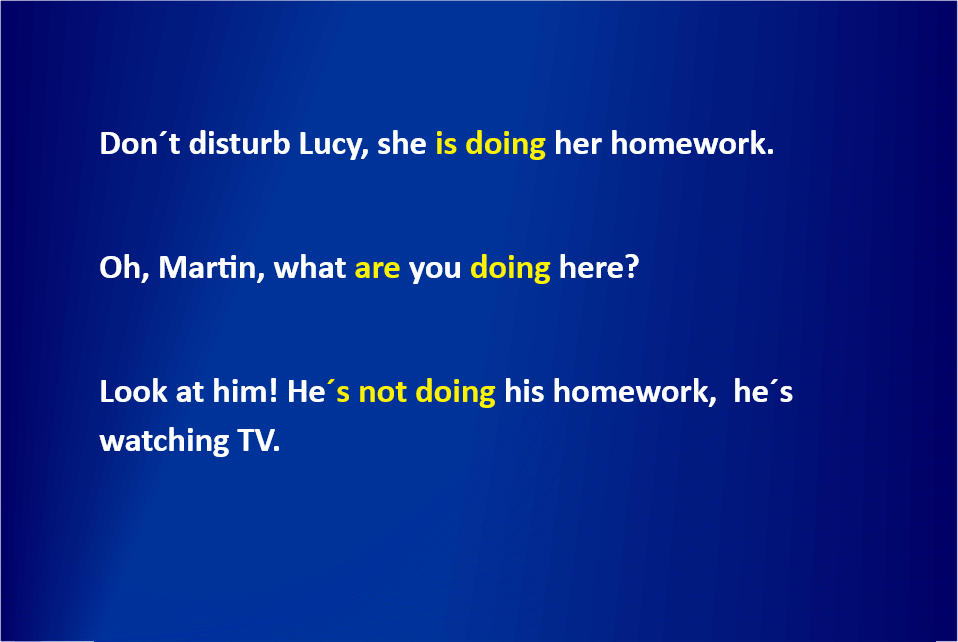 Don´t disturb Lucy, she is doing her homework.
Oh, Martin, what are you doing here?
Look at him! He´s not doing his homework,  he´s
watching TV.